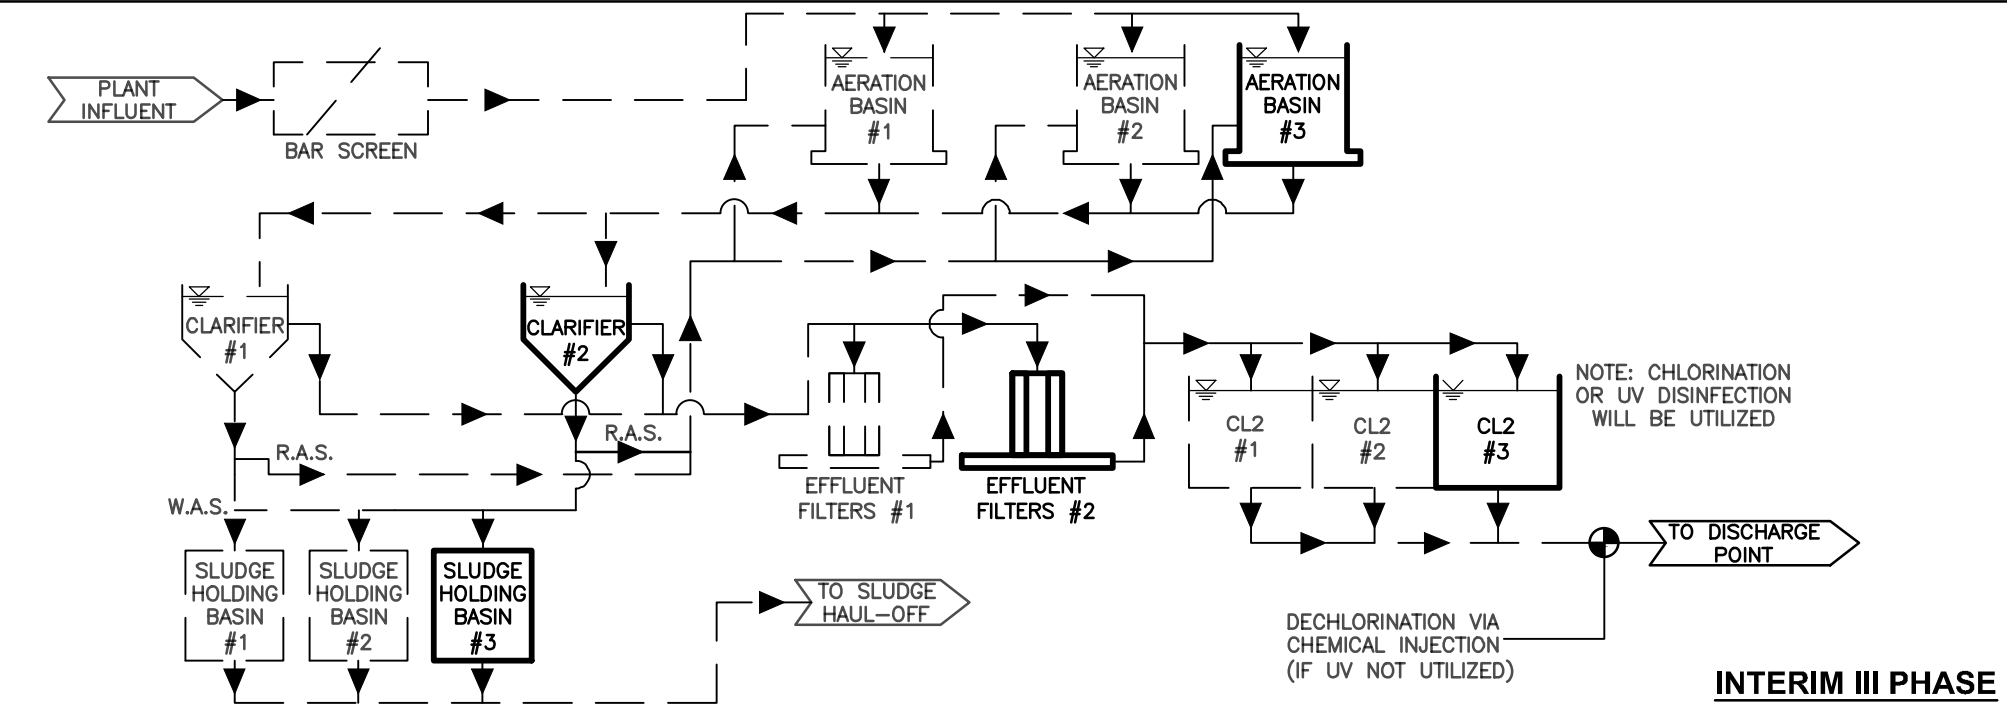 PLANT
INFLUENT
BAR SCREEN
AERATION
BASIN
#1
AERATION
BASIN
#2
AERATION
BASIN
#3
CLARIFIER
#1
CLARIFIER
#2
R.A.S.
R.A.S.
W.A.S.
EFFLUENT
FILTERS #1
EFFLUENT
FILTERS #2
CL2
#1
CL2
#2
CL2
#3
NOTE: CHLORINATION
OR UV DISINFECTION
WILL BE UTILIZED
SLUDGE
HOLDING
BASIN
#1
SLUDGE
HOLDING
BASIN
#2
SLUDGE
HOLDING
BASIN
#3
TO SLUDGE
HAUL-OFF
TO DISCHARGE
POINT
DECHLORINATION VIA
CHEMICAL INJECTION
(IF UV NOT UTILIZED)
INTERIM III PHASE